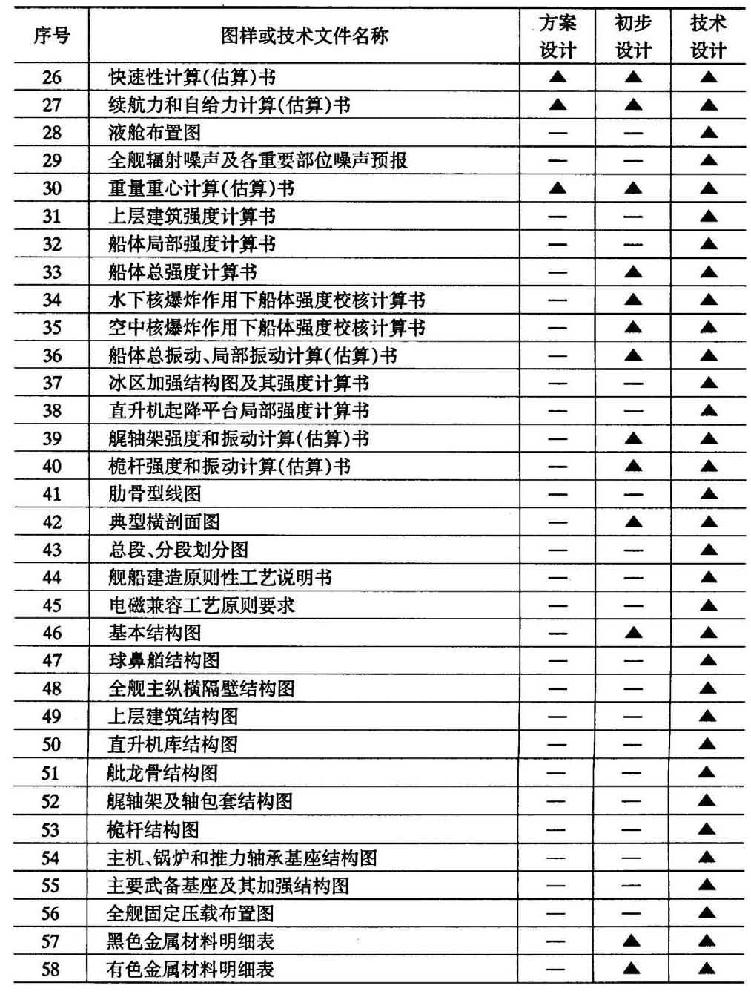 序号 图样或技术文件名称 方案设计 初步设计 技术设计
26 快速性计算(估算)书 ▲ ▲ ▲
27 续航力和自给力计算(估算)书 ▲ ▲ ▲
28 液舱布置图 — — ▲
29 全舰辐射噪声及各重要部位噪声预报 — — ▲
30 重量重心计算(估算)书 ▲ ▲ ▲
31 上层建筑强度计算书 — — ▲
32 船体局部强度计算书 — — ▲
33 船体总强度计算书 — ▲ ▲
34 水下核爆炸作用下船体强度校核计算书 — ▲ ▲
35 空中核爆炸作用下船体强度校核计算书 — ▲ ▲
36 船体总振动、局部振动计算(估算)书 — ▲ ▲
37 冰区加强结构图及其强度计算书 — — ▲
38 直升机起降平台局部强度计算书 — — ▲
39 艉轴架强度和振动计算(估算)书 — ▲ ▲
40 桅杆强度和振动计算(估算)书 — ▲ ▲
41 肋骨型线图 — — ▲
42 典型横剖面图 — ▲ ▲
43 总段、分段划分图 — — ▲
44 舰船建造原则性工艺说明书 — — ▲
45 电磁兼容工艺原则要求 — — ▲
46 基本结构图 — ▲ ▲
47 球鼻艏结构图 — — ▲
48 全舰主纵横隔壁结构图 — — ▲
49 上层建筑结构图 — — ▲
50 直升机库结构图 — — ▲
51 舭龙骨结构图 — — ▲
52 艉轴架及轴包套结构图 — — ▲
53 桅杆结构图 — — ▲
54 主机、锅炉和推力轴承基座结构图 — — ▲
55 主要武备基座及其加强结构图 — — ▲
56 全舰固定压载布置图 — — ▲
57 黑色金属材料明细表 — ▲ ▲
58 有色金属材料明细表 — ▲ ▲